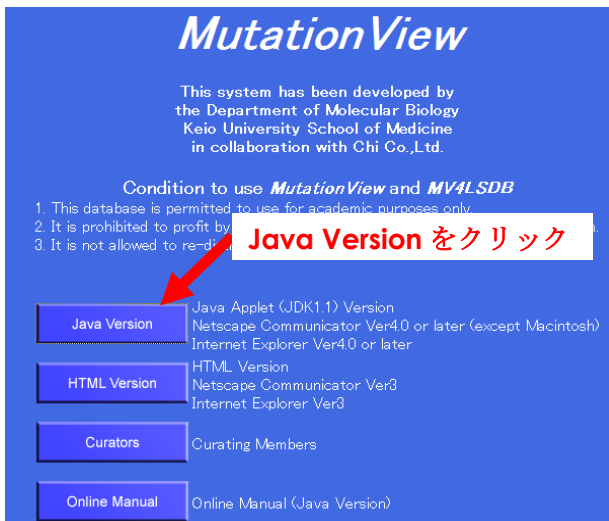 MutationView
This system has been developed by
the Department of Molecular Biology
Keio University School of Medicine
in collaboration with Chi Co.,Ltd.
Condition to use MutationView and MV4LSDB
1. This database is permitted to use for academic purposes only.
2. It is prohibited to profit by
3. It is not allowed to re-di
Java Version をクリック
Java Version
Java Applet (JDK1.1) Version
Netscape Communicator Ver4.0 or later (except Macintosh)
Internet Explorer Ver4.0 or later
HTML Version
HTML Version
Netscape Communicator Ver3
Internet Explorer Ver3
Curators
Curating Members
Online Manual
Online Manual (Java Version)